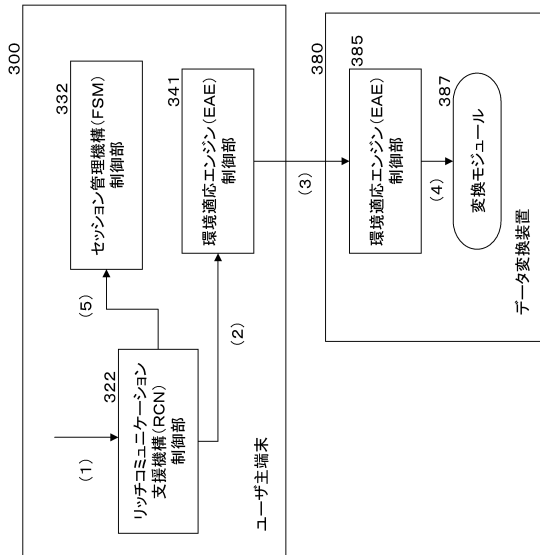 300
332
セッション管理機構(FSM)
制御部
341
環境適応エンジン(EAE)
制御部
(5)
(2)
322
リッチコミュニケーション
支援機構(RCN)
制御部
(1)
ユーザ主端末
(3)
380
385
環境適応エンジン(EAE)
制御部
(4)
387
変換モジュール
データ変換装置